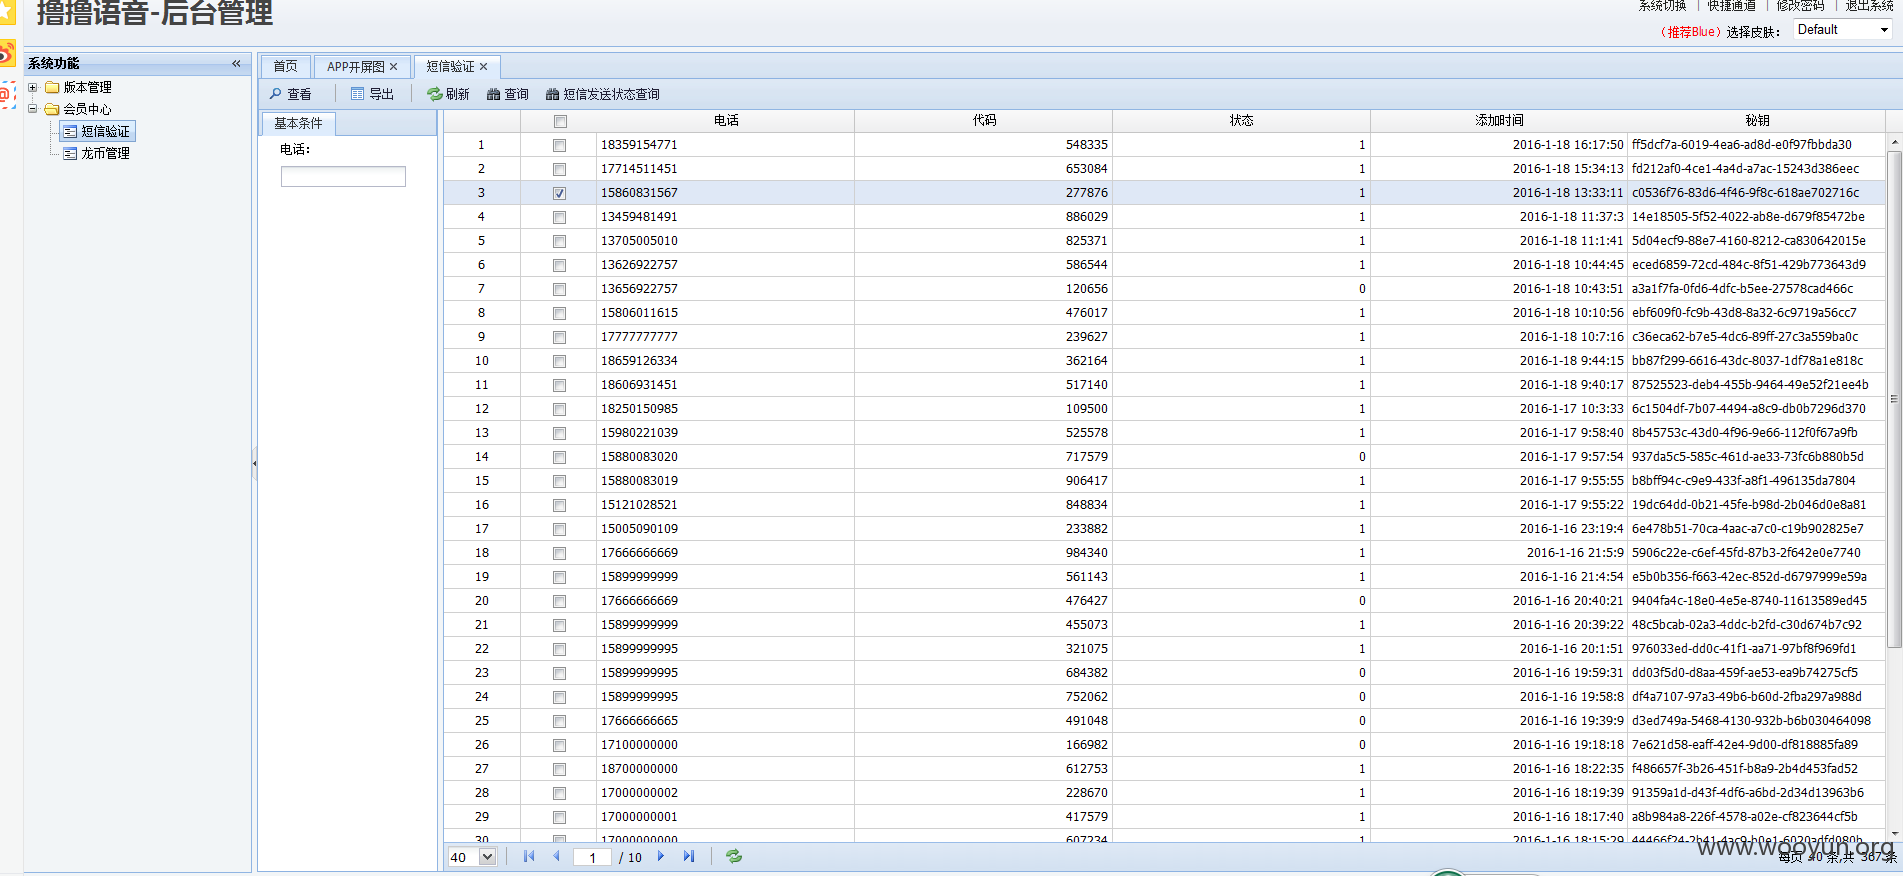 撸撸语音-后台管理
系统切换 | 快捷通道 | 修改密码 | 退出系统
（推荐Blue）选择皮肤： Default
系统功能
版本管理
会员中心
短信验证
龙币管理
首页 APP开屏图 短信验证
查看 导出 刷新 查询 短信发送状态查询
基本条件
电话：
电话 代码 状态 添加时间 秘钥
1 18359154771 548335 1 2016-1-18 16:17:50 ff5dcf7a-6019-4ea6-ad8d-e0f97fbbda30
2 17714511451 653084 1 2016-1-18 15:34:13 fd212af0-4ce1-4a4d-a7ac-15243d386eec
3 15860831567 277876 1 2016-1-18 13:33:11 c0536f76-83d6-4f46-9f8c-618ae702716c
4 13459481491 886029 1 2016-1-18 11:37:3 14e18505-5f52-4022-ab8e-d679f85472be
5 13705005010 825371 1 2016-1-18 11:1:41 5d04ecf9-88e7-4160-8212-ca830642015e
6 13626922757 586544 1 2016-1-18 10:44:45 eced6859-72cd-484c-8f51-429b773643d9
7 13656922757 120656 0 2016-1-18 10:43:51 a3a1f7fa-0fd6-4dfc-b5ee-27578cad466c
8 15806011615 476017 1 2016-1-18 10:10:56 ebf609f0-fc9b-43d8-8a32-6c9719a56cc7
9 17777777777 239627 1 2016-1-18 10:7:16 c36eca62-b7e5-4dc6-89ff-27c3a559ba0c
10 18659126334 362164 1 2016-1-18 9:44:15 bb87f299-6616-43dc-8037-1df78a1e818c
11 18606931451 517140 1 2016-1-18 9:40:17 87525523-deb4-455b-9464-49e52f21ee4b
12 18250150985 109500 1 2016-1-17 10:3:33 6c1504df-7b07-4494-a8c9-db0b7296d370
13 15980221039 525578 1 2016-1-17 9:58:40 8b45753c-43d0-4f96-9e66-112f0f67a9fb
14 15880083020 717579 0 2016-1-17 9:57:54 937da5c5-585c-461d-ae33-73fc6b880b5d
15 15880083019 906417 1 2016-1-17 9:55:55 b8bff94c-c9e9-433f-a8f1-496135da7804
16 15121028521 848834 1 2016-1-17 9:55:22 19dc64dd-0b21-45fe-b98d-2b046d0e8a81
17 15005090109 233882 1 2016-1-16 23:19:4 6e478b51-70ca-4aac-a7c0-c19b902825e7
18 17666666669 984340 1 2016-1-16 21:5:9 5906c22e-c6ef-45fd-87b3-2f642e0e7740
19 15899999999 561143 1 2016-1-16 21:4:54 e5b0b356-f663-42ec-852d-d6797999e59a
20 17666666669 476427 0 2016-1-16 20:40:21 9404fa4c-18e0-4e5e-8740-11613589ed45
21 15899999999 455073 1 2016-1-16 20:39:22 48c5bcab-02a3-4ddc-b2fd-c30d674b7c92
22 15899999995 321075 1 2016-1-16 20:1:51 976033ed-dd0c-41f1-aa71-97bf8f969fd1
23 15899999995 684382 0 2016-1-16 19:59:31 dd03f5d0-d8aa-459f-ae53-ea9b74275cf5
24 15899999995 752062 0 2016-1-16 19:58:8 df4a7107-97a3-49b6-b60d-2fba297a988d
25 17666666665 491048 0 2016-1-16 19:39:9 d3ed749a-5468-4130-932b-b6b030464098
26 17100000000 166982 0 2016-1-16 19:18:18 7e621d58-eaff-42e4-9d00-df818885fa89
27 18700000000 612753 1 2016-1-16 18:22:35 f486657f-3b26-451f-b8a9-2b4d453fad52
28 17000000002 228670 1 2016-1-16 18:19:39 91359a1d-d43f-4df6-a6bd-2d34d13963b6
29 17000000001 417579 1 2016-1-16 18:17:40 a8b984a8-226f-4578-a02e-cf823644cf5b
30 17000000000 607234 1 2016-1-16 18:15:29 44466f24-2b41-4ac9-b0e1-6020adfd080b
40 1 / 10 每页 40 条,共 367 条
www.wooyun.org